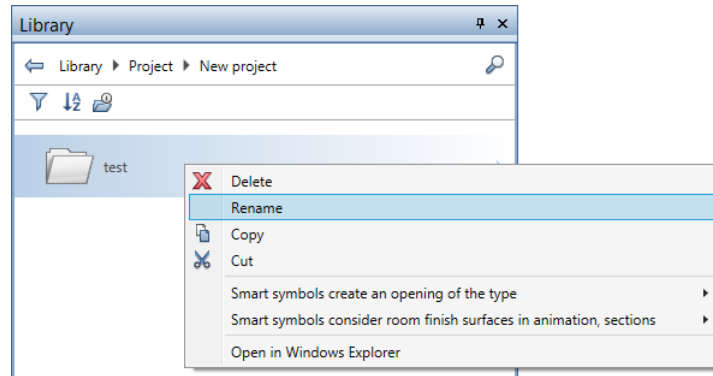 Library
Library Project New project
test
Delete
Rename
Copy
Cut
Smart symbols create an opening of the type
Smart symbols consider room finish surfaces in animation, sections
Open in Windows Explorer